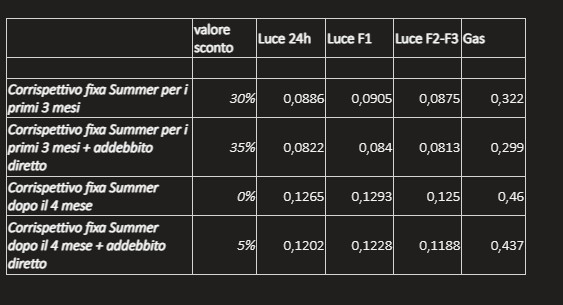 valore sconto Luce 24h Luce F1 Luce F2-F3 Gas
Corrispettivo fixa Summer per i
primi 3 mesi 30% 0,0886 0,0905 0,0875 0,322
Corrispettivo fixa Summer per i
primi 3 mesi + addebbito
diretto 35% 0,0822 0,084 0,0813 0,299
Corrispettivo fixa Summer
dopo il 4 mese 0% 0,1265 0,1293 0,125 0,46
Corrispettivo fixa Summer
dopo il 4 mese + addebbito
diretto 5% 0,1202 0,1228 0,1188 0,437